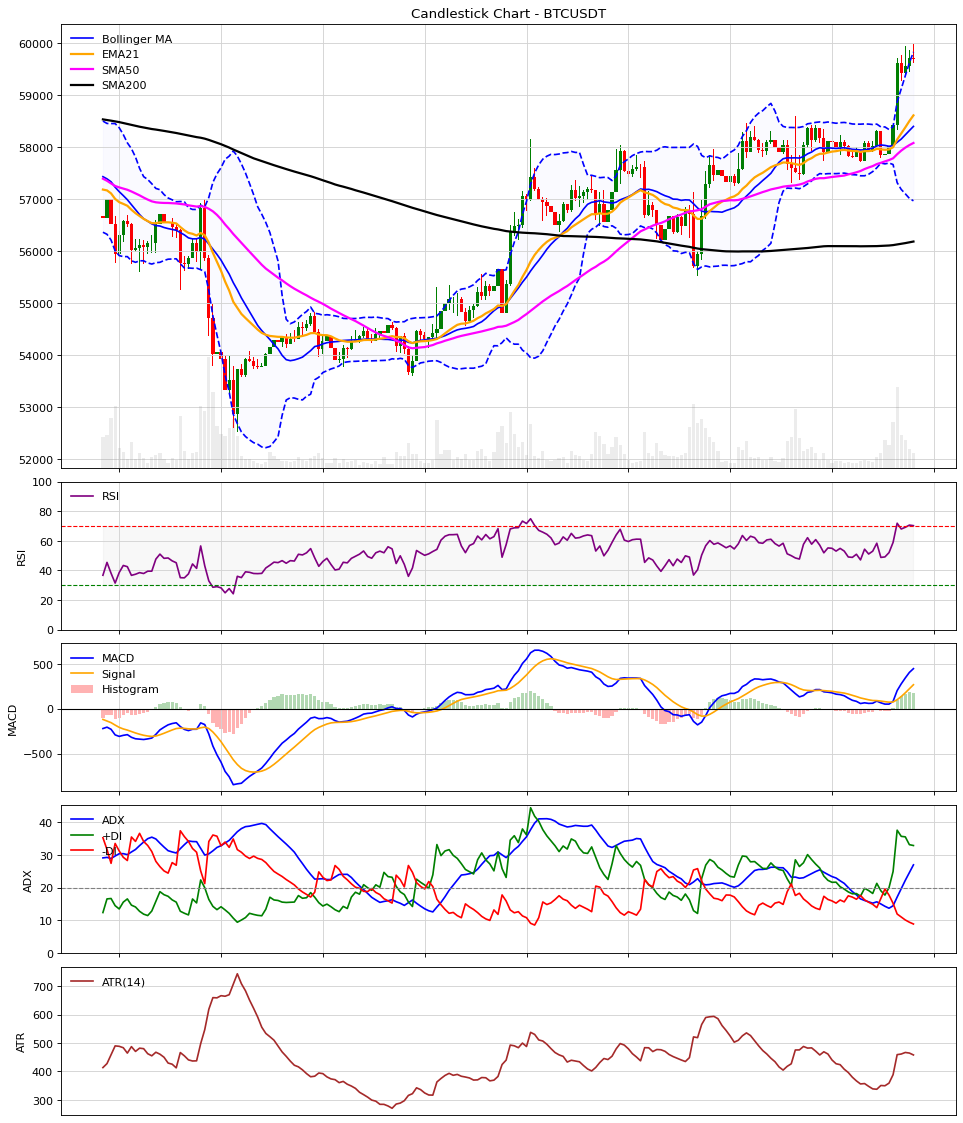 Candlestick Chart - BTCUSDT
Bollinger MA
EMA21
SMA50
SMA200
60000
59000
58000
57000
56000
55000
54000
53000
52000
RSI
RSI
100
80
60
40
20
0
MACD
Signal
Histogram
MACD
500
0
−500
ADX
+DI
-DI
ADX
40
30
20
10
0
ATR(14)
ATR
700
600
500
400
300